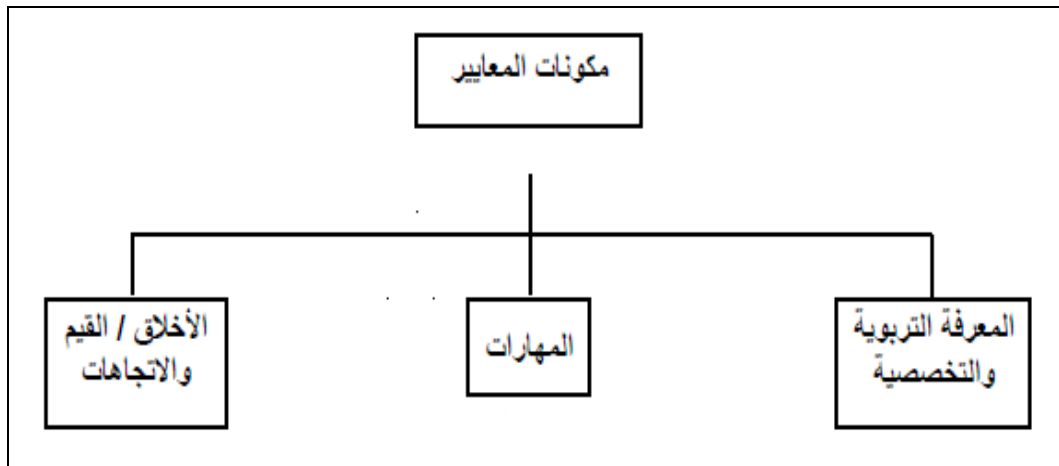 مكونات المعايير
المعرفة التربوية
والتخصصية
المهارات
الأخلاق / القيم
والاتجاهات